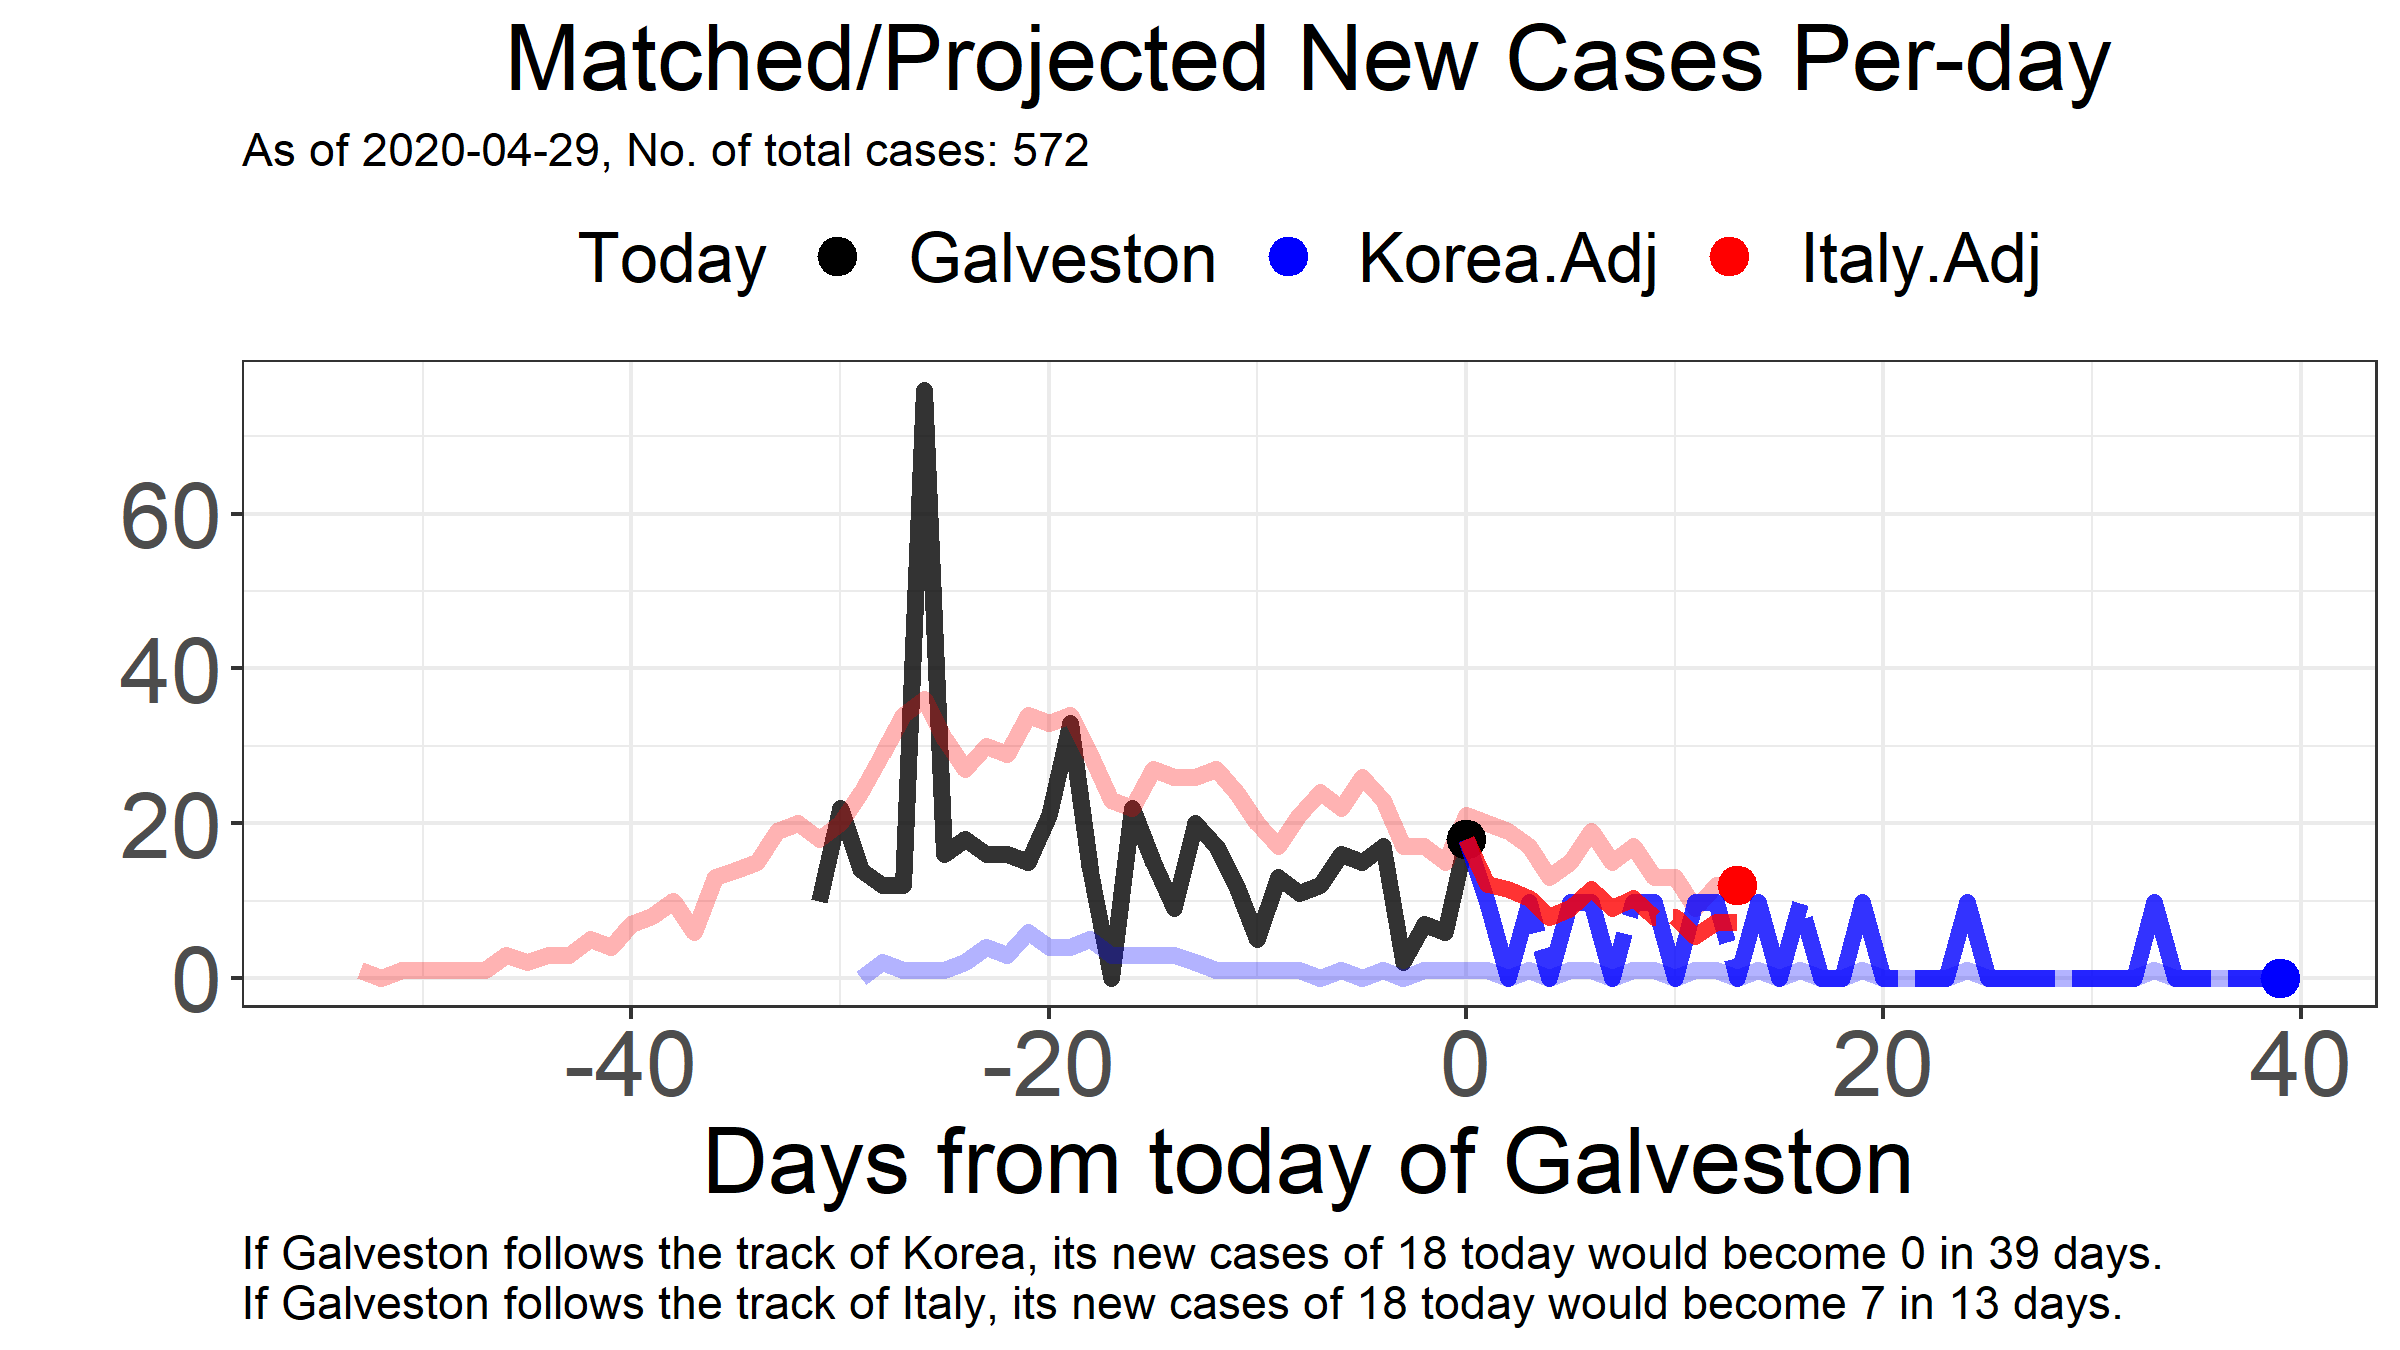 Matched/Projected New Cases Per-day
As of 2020-04-29, No. of total cases: 572
Today Galveston Korea.Adj Italy.Adj
60
40
20
0
-40 -20 0 20 40
Days from today of Galveston
If Galveston follows the track of Korea, its new cases of 18 today would become 0 in 39 days.
If Galveston follows the track of Italy, its new cases of 18 today would become 7 in 13 days.